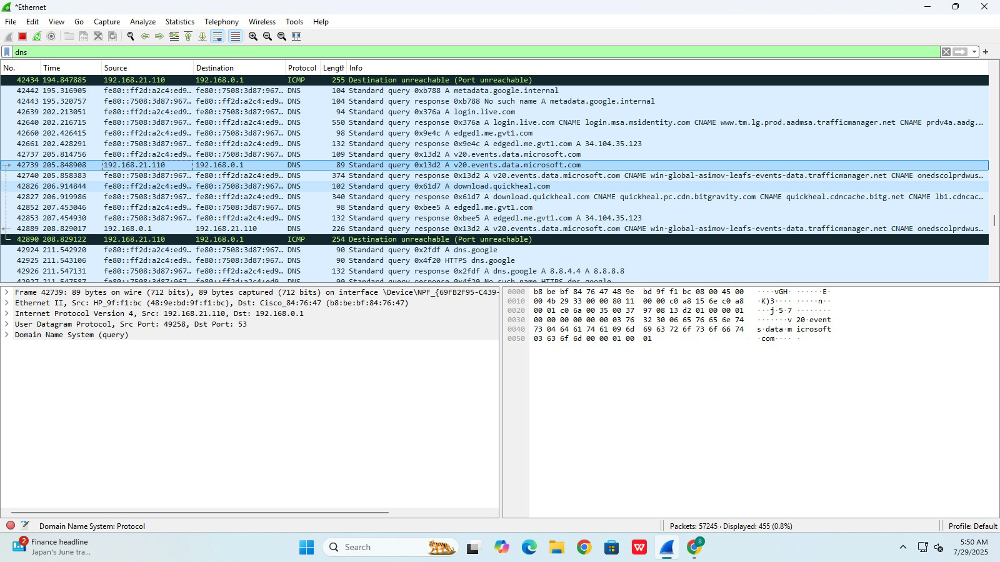 *Ethernet
File Edit View Go Capture Analyze Statistics Telephony Wireless Tools Help
dns
No. Time Source Destination Protocol Length Info
42434 194.847885 192.168.21.110 192.168.0.1 ICMP 255 Destination unreachable (Port unreachable)
42442 195.316905 fe80::ff2d:a2c4:ed9… fe80::7508:3d87:967… DNS 104 Standard query 0xb788 A metadata.google.internal
42443 195.320757 fe80::7508:3d87:967… fe80::ff2d:a2c4:ed9… DNS 104 Standard query response 0xb788 No such name A metadata.google.internal
42639 202.213051 fe80::ff2d:a2c4:ed9… fe80::7508:3d87:967… DNS 94 Standard query 0x376a A login.live.com
42640 202.216715 fe80::7508:3d87:967… fe80::ff2d:a2c4:ed9… DNS 550 Standard query response 0x376a A login.live.com CNAME login.msa.msidentity.com CNAME www.tm.lg.prod.aadmsa.trafficmanager.net CNAME prdv4a.aadg.…
42660 202.426415 fe80::ff2d:a2c4:ed9… fe80::7508:3d87:967… DNS 98 Standard query 0x9e4c A edgedl.me.gvt1.com
42661 202.428291 fe80::7508:3d87:967… fe80::ff2d:a2c4:ed9… DNS 132 Standard query response 0x9e4c A edgedl.me.gvt1.com A 34.104.35.123
42737 205.814756 fe80::ff2d:a2c4:ed9… fe80::7508:3d87:967… DNS 109 Standard query 0x13d2 A v20.events.data.microsoft.com
42739 205.848908 192.168.21.110 192.168.0.1 DNS 89 Standard query 0x13d2 A v20.events.data.microsoft.com
42740 205.858383 fe80::7508:3d87:967… fe80::ff2d:a2c4:ed9… DNS 374 Standard query response 0x13d2 A v20.events.data.microsoft.com CNAME win-global-asimov-leafs-events-data.trafficmanager.net CNAME onedscolprdwus…
42826 206.914844 fe80::ff2d:a2c4:ed9… fe80::7508:3d87:967… DNS 102 Standard query 0x61d7 A download.quickheal.com
42827 206.919986 fe80::7508:3d87:967… fe80::ff2d:a2c4:ed9… DNS 340 Standard query response 0x61d7 A download.quickheal.com CNAME quickheal.pc.cdn.bitgravity.com CNAME quickheal.cdncache.bitg.net CNAME lb1.cdncac…
42852 207.453046 fe80::ff2d:a2c4:ed9… fe80::7508:3d87:967… DNS 98 Standard query 0xbee5 A edgedl.me.gvt1.com
42853 207.454930 fe80::7508:3d87:967… fe80::ff2d:a2c4:ed9… DNS 132 Standard query response 0xbee5 A edgedl.me.gvt1.com A 34.104.35.123
42889 208.829017 192.168.0.1 192.168.21.110 DNS 226 Standard query response 0x13d2 A v20.events.data.microsoft.com CNAME win-global-asimov-leafs-events-data.trafficmanager.net CNAME onedscolprdwus…
42890 208.829122 192.168.21.110 192.168.0.1 ICMP 254 Destination unreachable (Port unreachable)
42924 211.542920 fe80::ff2d:a2c4:ed9… fe80::7508:3d87:967… DNS 90 Standard query 0x2fdf A dns.google
42925 211.543106 fe80::ff2d:a2c4:ed9… fe80::7508:3d87:967… DNS 90 Standard query 0x4f20 HTTPS dns.google
42926 211.547131 fe80::7508:3d87:967… fe80::ff2d:a2c4:ed9… DNS 132 Standard query response 0x2fdf A dns.google A 8.8.4.4 A 8.8.8.8
42927 211.547587 fe80::7508:3d87:967… fe80::ff2d:a2c4:ed9… DNS 90 Standard query response 0x4f20 No such name HTTPS dns.google
Frame 42739: 89 bytes on wire (712 bits), 89 bytes captured (712 bits) on interface \Device\NPF_{69FB2F95-C439-
Ethernet II, Src: HP_9f:f1:bc (48:9e:bd:9f:f1:bc), Dst: Cisco_84:76:47 (b8:be:bf:84:76:47)
Internet Protocol Version 4, Src: 192.168.21.110, Dst: 192.168.0.1
User Datagram Protocol, Src Port: 49258, Dst Port: 53
Domain Name System (query)
0000 b8 be bf 84 76 47 48 9e bd 9f f1 bc 08 00 45 00 ····vGH· ······E·
0010 00 4b 29 33 00 00 80 11 00 00 c0 a8 15 6e c0 a8 ·K)3···· ·····n··
0020 00 01 c0 6a 00 35 00 37 97 08 13 d2 01 00 00 01 ···j·5·7 ········
0030 00 00 00 00 00 00 03 76 32 30 06 65 76 65 6e 74 ·······v 20·event
0040 73 04 64 61 74 61 09 6d 69 63 72 6f 73 6f 66 74 s·data·m icrosoft
0050 03 63 6f 6d 00 00 01 00 01 ·com···· ·
Domain Name System: Protocol
Packets: 57245 · Displayed: 455 (0.8%)
Profile: Default
2
Finance headline
Japan's June tra...
Search
W
S
5:50 AM
7/29/2025